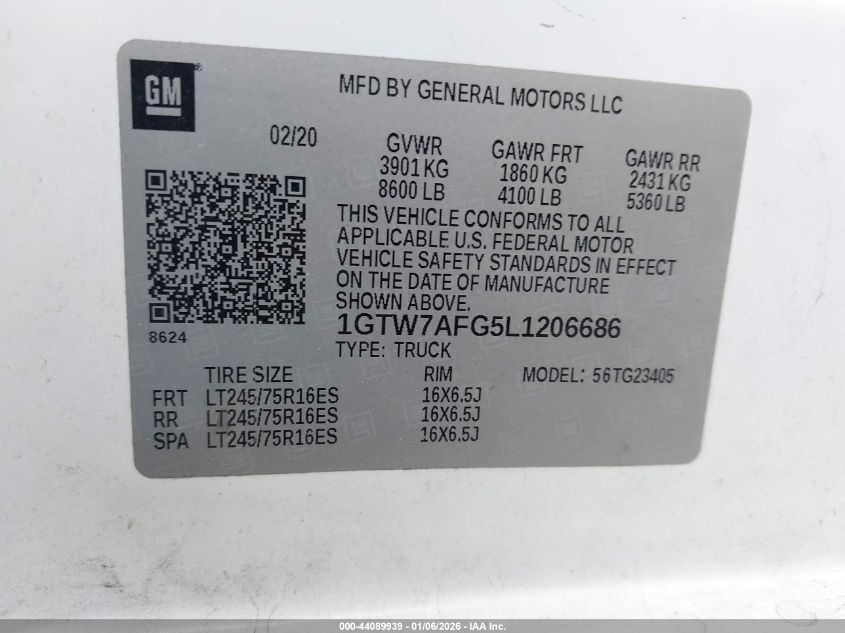 GM
MFD BY GENERAL MOTORS LLC
02/20
GVWR
3901 KG
8600 LB
GAWR FRT
1860 KG
4100 LB
GAWR RR
2431 KG
5360 LB
THIS VEHICLE CONFORMS TO ALL
APPLICABLE U.S. FEDERAL MOTOR
VEHICLE SAFETY STANDARDS IN EFFECT
ON THE DATE OF MANUFACTURE
SHOWN ABOVE.
1GTW7AFG5L1206686
TYPE: TRUCK
8624
TIRE SIZE RIM MODEL: 56TG23405
FRT LT245/75R16ES 16X6.5J
RR LT245/75R16ES 16X6.5J
SPA LT245/75R16ES 16X6.5J
000-44089939 - 01/06/2026 - IAA Inc.